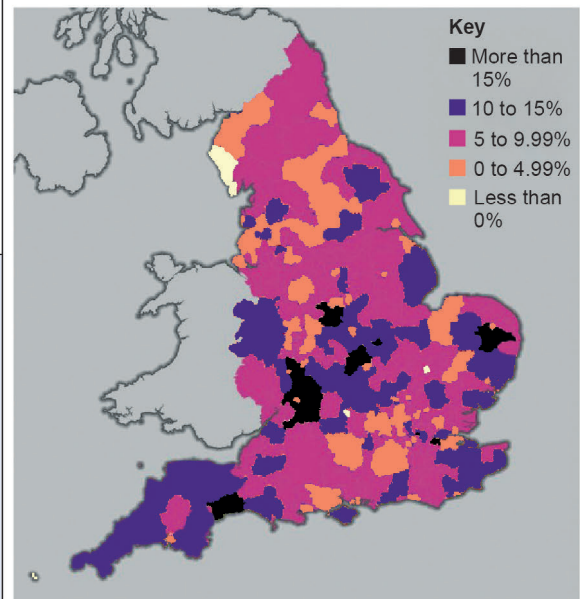 Key
More than
15%
10 to 15%
5 to 9.99%
0 to 4.99%
Less than
0%